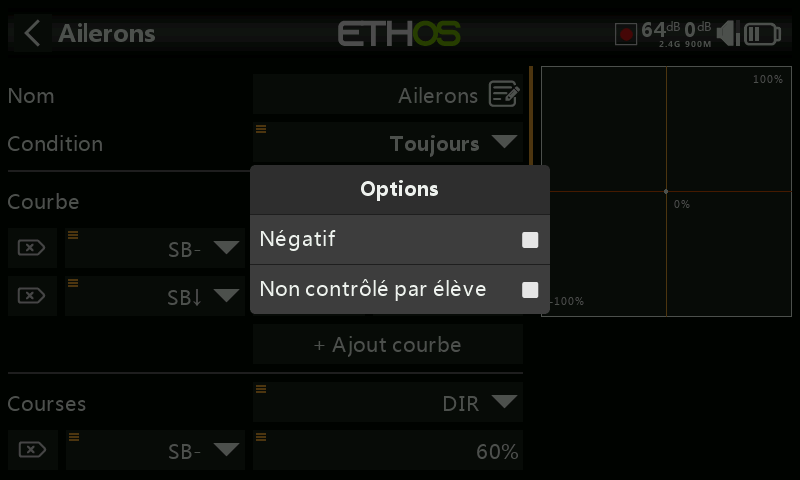 Ailerons
ETHOS
64dB 0dB
2.4G 900M
Nom
Ailerons
100%
Condition
Toujours
Options
Courbe
0%
Négatif
SB-
Non contrôlé par élève
SB↓
-100%
+ Ajout courbe
Courses
DIR
SB-
60%